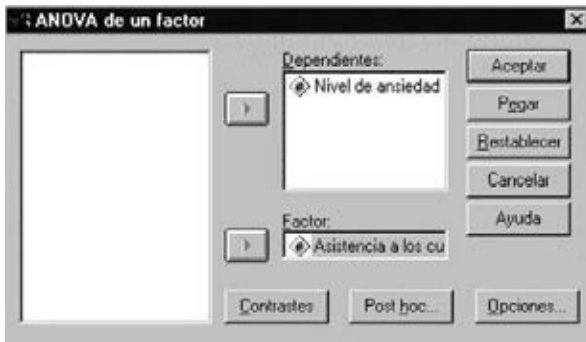 ANOVA de un factor
Dependientes:
Nivel de ansiedad
Factor:
Asistencia a los cu
Aceptar
Pegar
Restablecer
Cancelar
Ayuda
Contrastes
Post hoc...
Opciones...